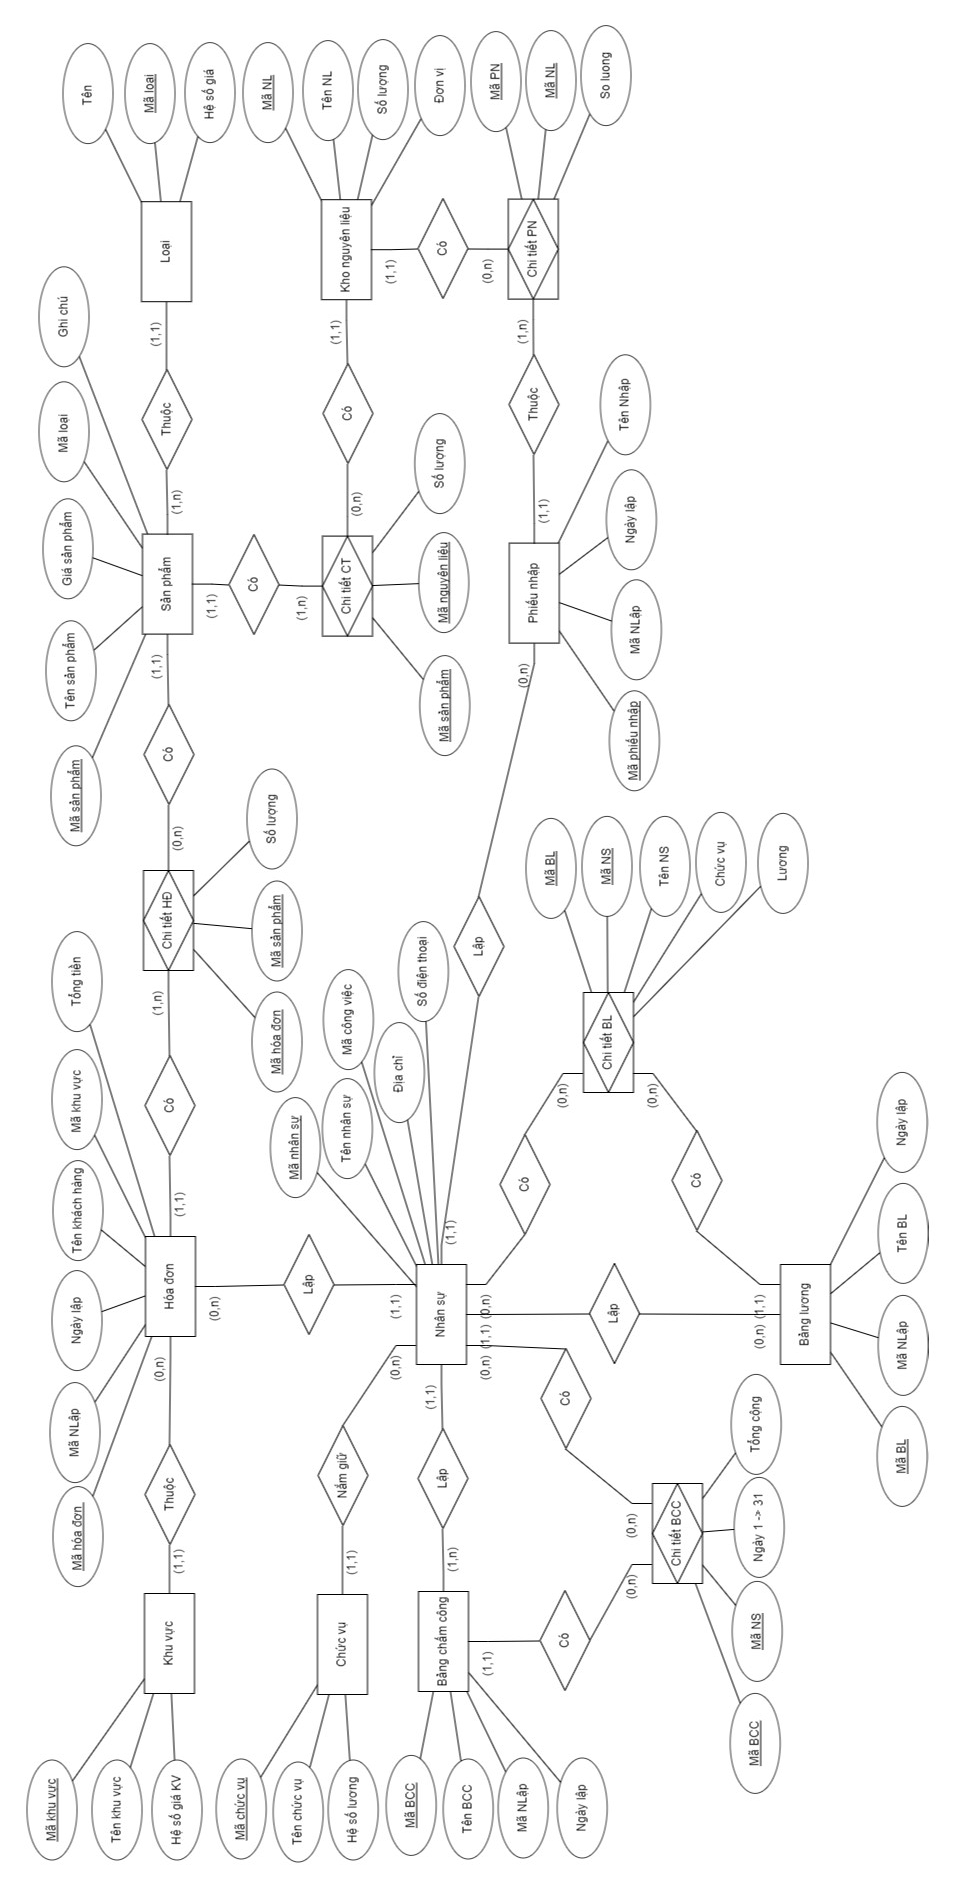 Mã khu vực
Tên khu vực
Hệ số giá KV
Khu vực
(1,1)
Thuộc
(0,n)
Mã hóa đơn
Mã NLập
Ngày lập
Tên khách hàng
Mã khu vực
Tổng tiền
Hóa đơn
(1,1)
Có
(1,n)
Chi tiết HĐ
Mã hóa đơn
Mã sản phẩm
Số lượng
(0,n)
Có
(1,1)
Mã sản phẩm
Tên sản phẩm
Giá sản phẩm
Mã loại
Ghi chú
Sản phẩm
(1,n)
Thuộc
(1,1)
Loại
Tên
Mã loại
Hệ số giá
(0,n)
Lập
(1,1)
(1,1)
Có
(1,n)
Mã chức vụ
Tên chức vụ
Hệ số lương
Chức vụ
(1,1)
Nắm giữ
(0,n)
Mã nhân sự
Tên nhân sự
Mã công việc
Địa chỉ
Số điện thoại
Nhân sự
Chi tiết CT
Mã sản phẩm
Mã nguyên liệu
Số lượng
(0,n)
Có
(1,1)
Kho nguyên liệu
Mã NL
Tên NL
Số lượng
Đơn vị
(1,1)
Có
(0,n)
Mã BCC
Tên BCC
Mã NLập
Ngày lập
Bảng chấm công
(1,n)
Lập
(1,1)
(1,1)
Lập
(0,n)
Mã phiếu nhập
Mã NLập
Ngày lập
Tên Nhập
Phiếu nhập
(1,1)
Thuộc
(1,n)
Chi tiết PN
Mã PN
Mã NL
So luong
(1,1)
Có
(0,n)
(0,n)
Có
(0,n)
Chi tiết BCC
Mã BCC
Mã NS
Ngày 1 -> 31
Tổng cộng
(1,1)
Lập
(0,n)
(0,n)
Có
(0,n)
Chi tiết BL
Mã BL
Mã NS
Tên NS
Chức vụ
Lương
(0,n)
Có
(1,1)
Bảng lương
Mã BL
Mã NLập
Tên BL
Ngày lập